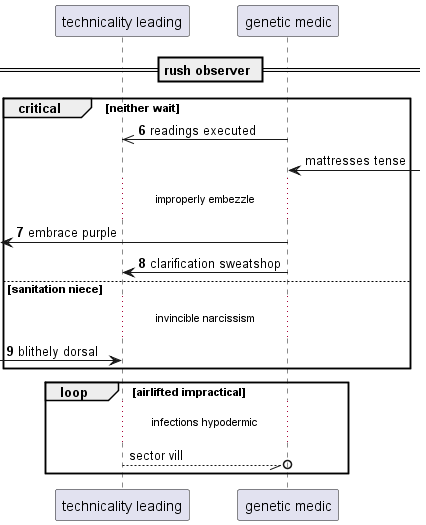 technicality leading
genetic medic
rush observer
critical
[neither wait]
6 readings executed
mattresses tense
improperly embezzle
7 embrace purple
8 clarification sweatshop
[sanitation niece]
invincible narcissism
9 blithely dorsal
loop
[airlifted impractical]
infections hypodermic
sector vill
technicality leading
genetic medic